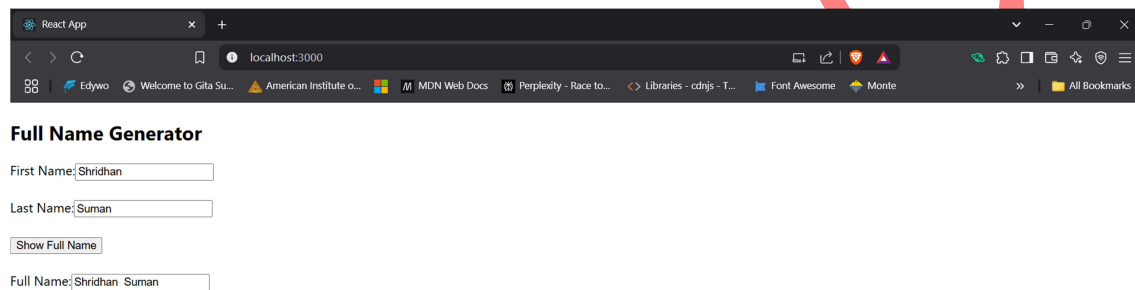 React App
localhost:3000
Edywo Welcome to Gita Su... American Institute o... MDN Web Docs Perplexity - Race to... Libraries - cdnjs - T... Font Awesome Monte » All Bookmarks
Full Name Generator
First Name:Shridhan
Last Name:Suman
Show Full Name
Full Name:Shridhan  Suman